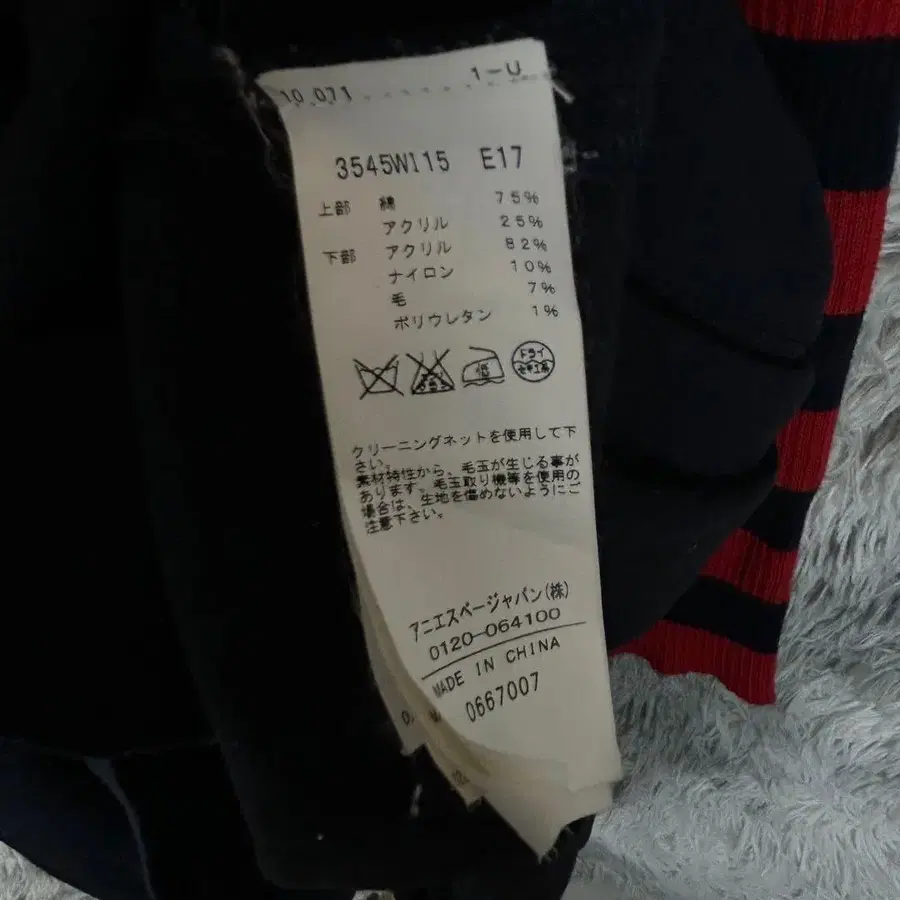 10 071 1-U
3545WI15 E17
上部 綿 75%
アクリル 25%
下部 アクリル 82%
ナイロン 10%
毛 7%
ポリウレタン 1%
低 ドライ
セキユ系
クリーニングネットを使用して下
さい。
素材特性から、毛玉が生じる事が
あります。毛玉取り機等を使用の
場合は、生地を傷めないようにご
注意下さい。
アニエスベージャパン(株)
0120-064100
MADE IN CHINA
0667007